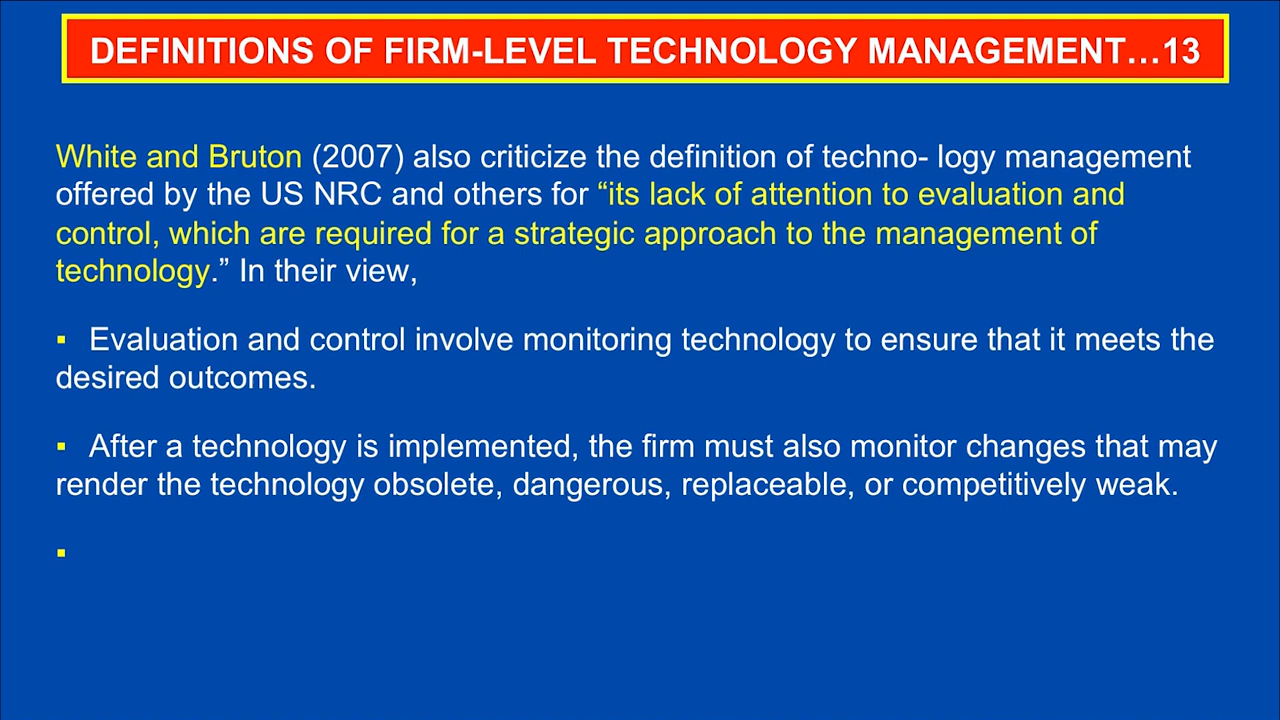 DEFINITIONS OF FIRM-LEVEL TECHNOLOGY MANAGEMENT…13
White and Bruton (2007) also criticize the definition of techno- logy management
offered by the US NRC and others for “its lack of attention to evaluation and
control, which are required for a strategic approach to the management of
technology.” In their view,
▪ Evaluation and control involve monitoring technology to ensure that it meets the
desired outcomes.
▪ After a technology is implemented, the firm must also monitor changes that may
render the technology obsolete, dangerous, replaceable, or competitively weak.
▪